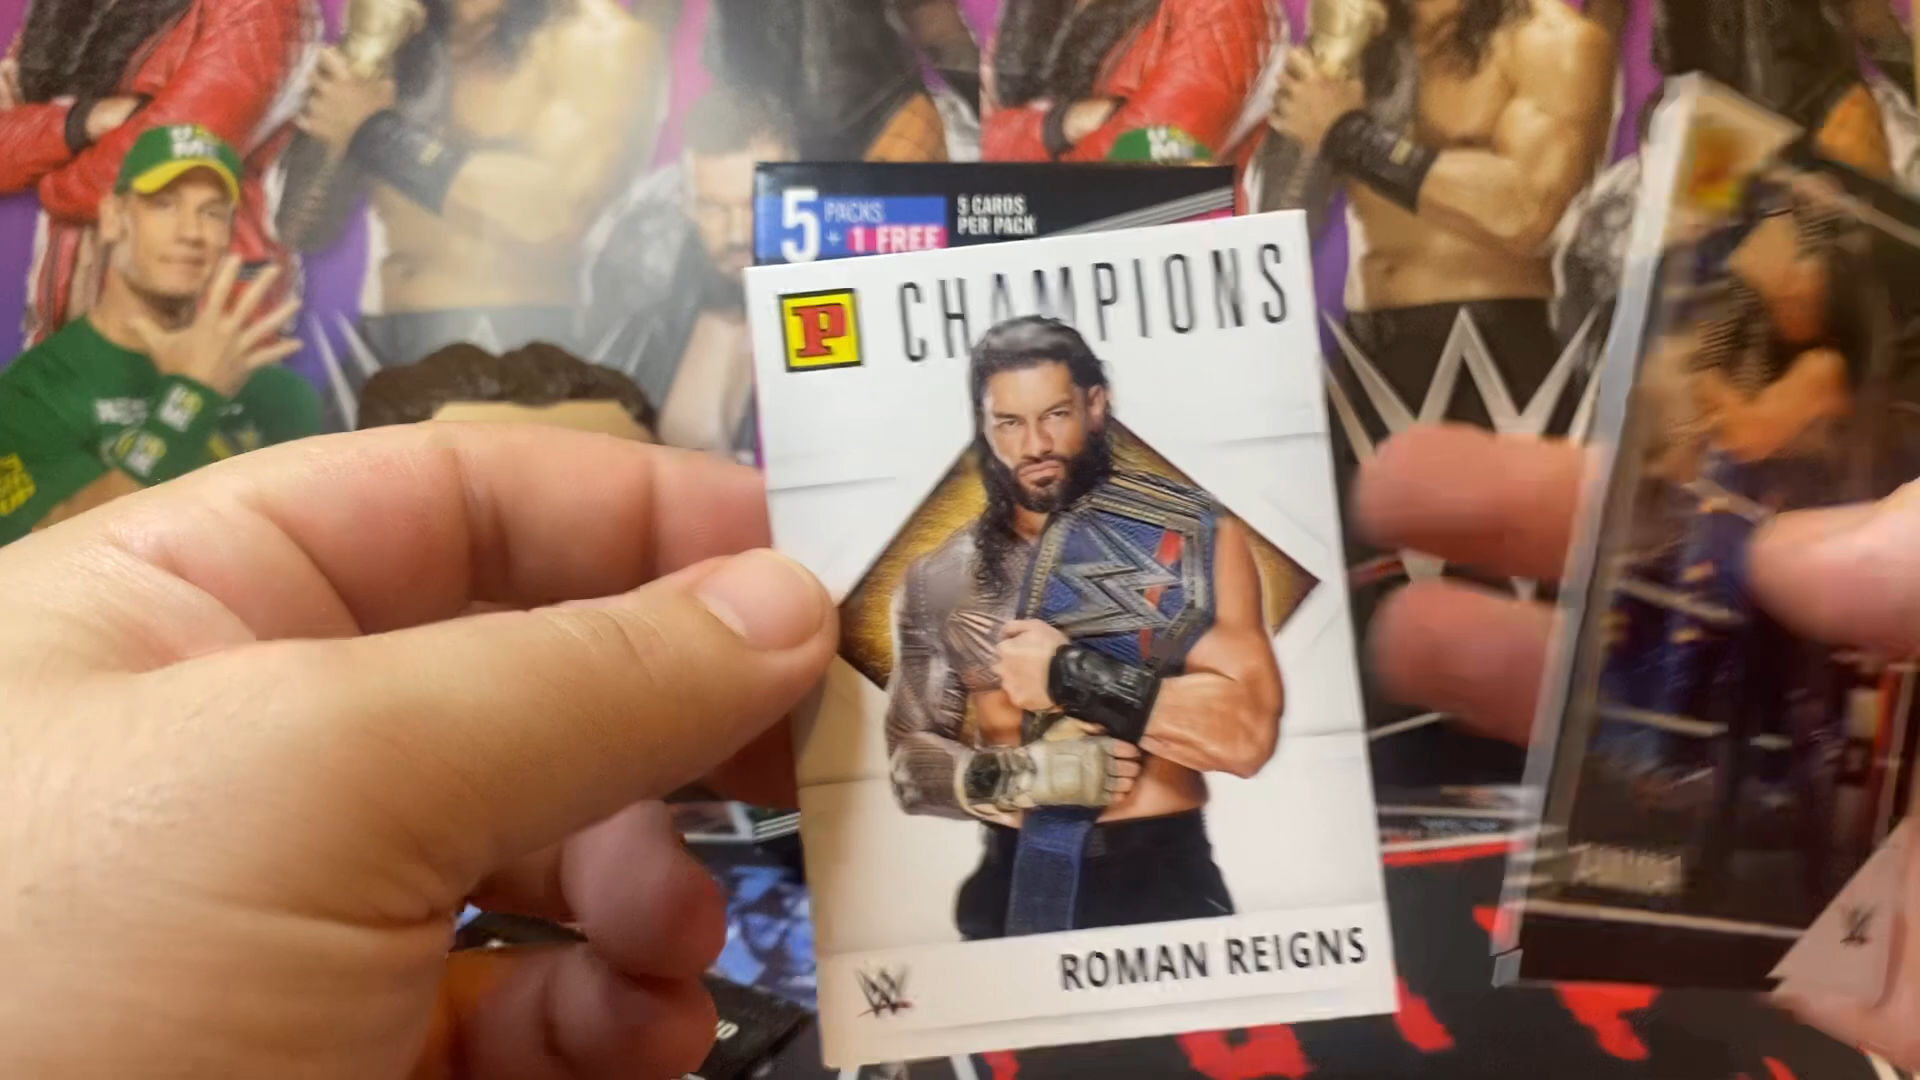 5 PACKS
+ 1 FREE
5 CARDS
PER PACK
P
CHAMPIONS
ROMAN REIGNS
W